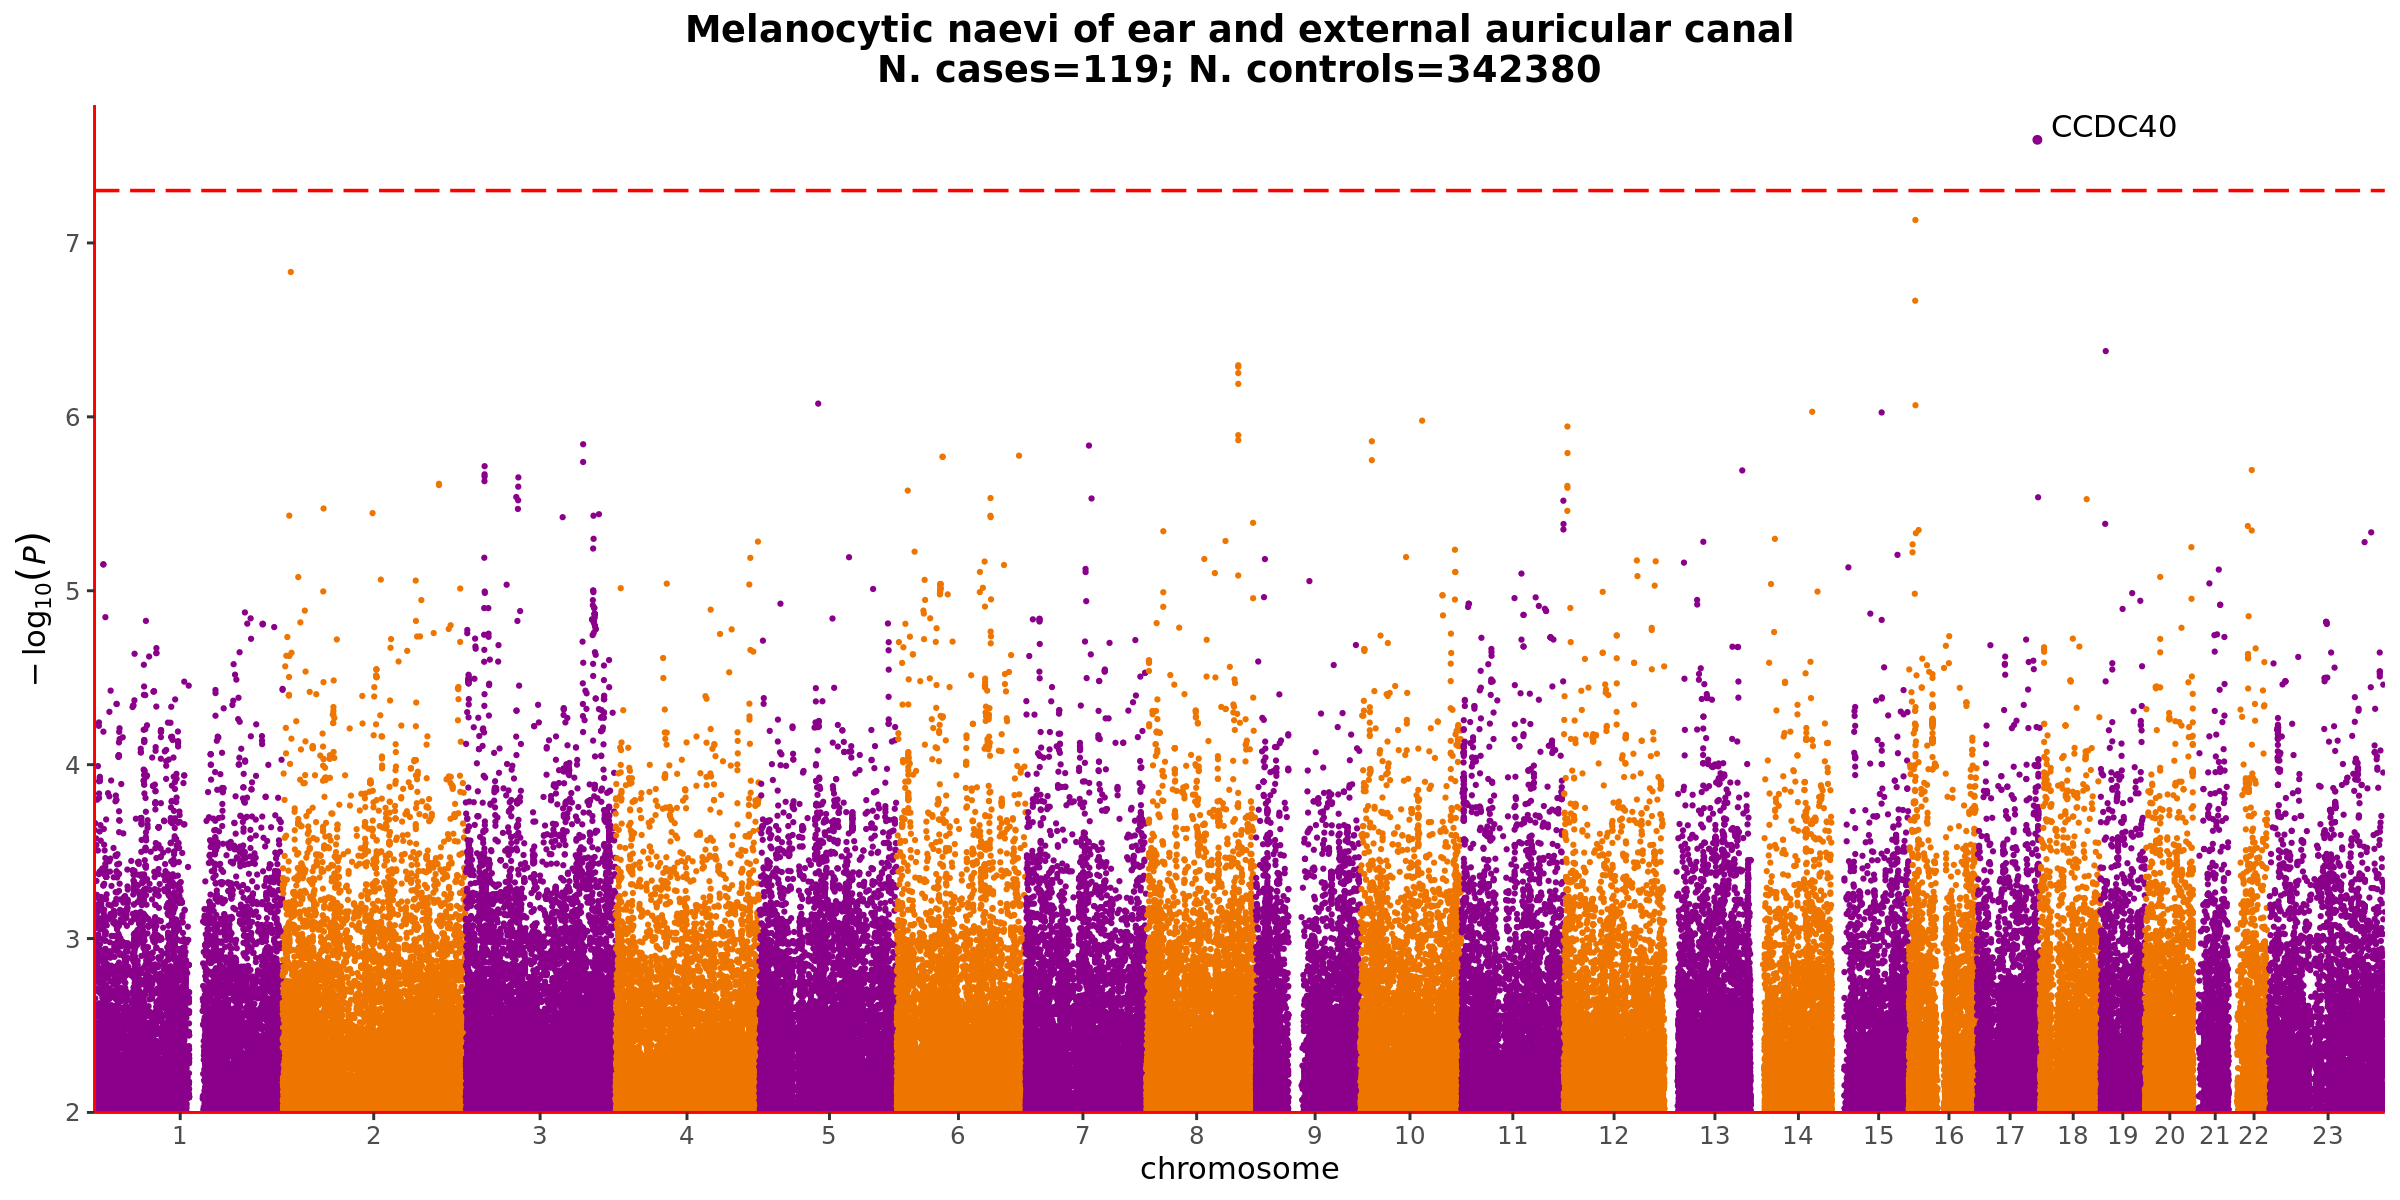 Melanocytic naevi of ear and external auricular canal
N. cases=119; N. controls=342380
CCDC40
7
6
5
4
3
2
− log10(P)
1 2 3 4 5 6 7 8 9 10 11 12 13 14 15 16 17 18 19 20 21 22 23
chromosome